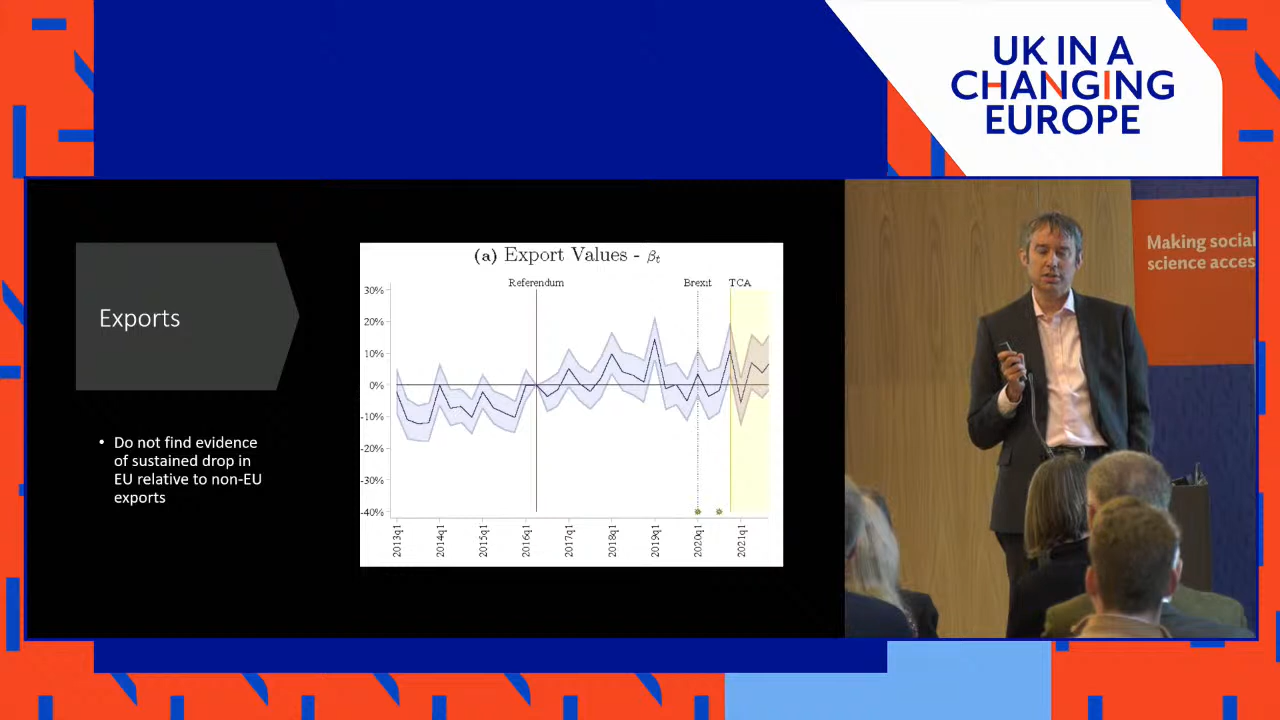 UK IN A
CHANGING
EUROPE
Exports
• Do not find evidence
of sustained drop in
EU relative to non-EU
exports
(a) Export Values - βt
Referendum
Brexit
TCA
30%
20%
10%
0%
-10%
-20%
-30%
-40%
2013q1
2014q1
2015q1
2016q1
2017q1
2018q1
2019q1
2020q1
2021q1
Making social
science acces